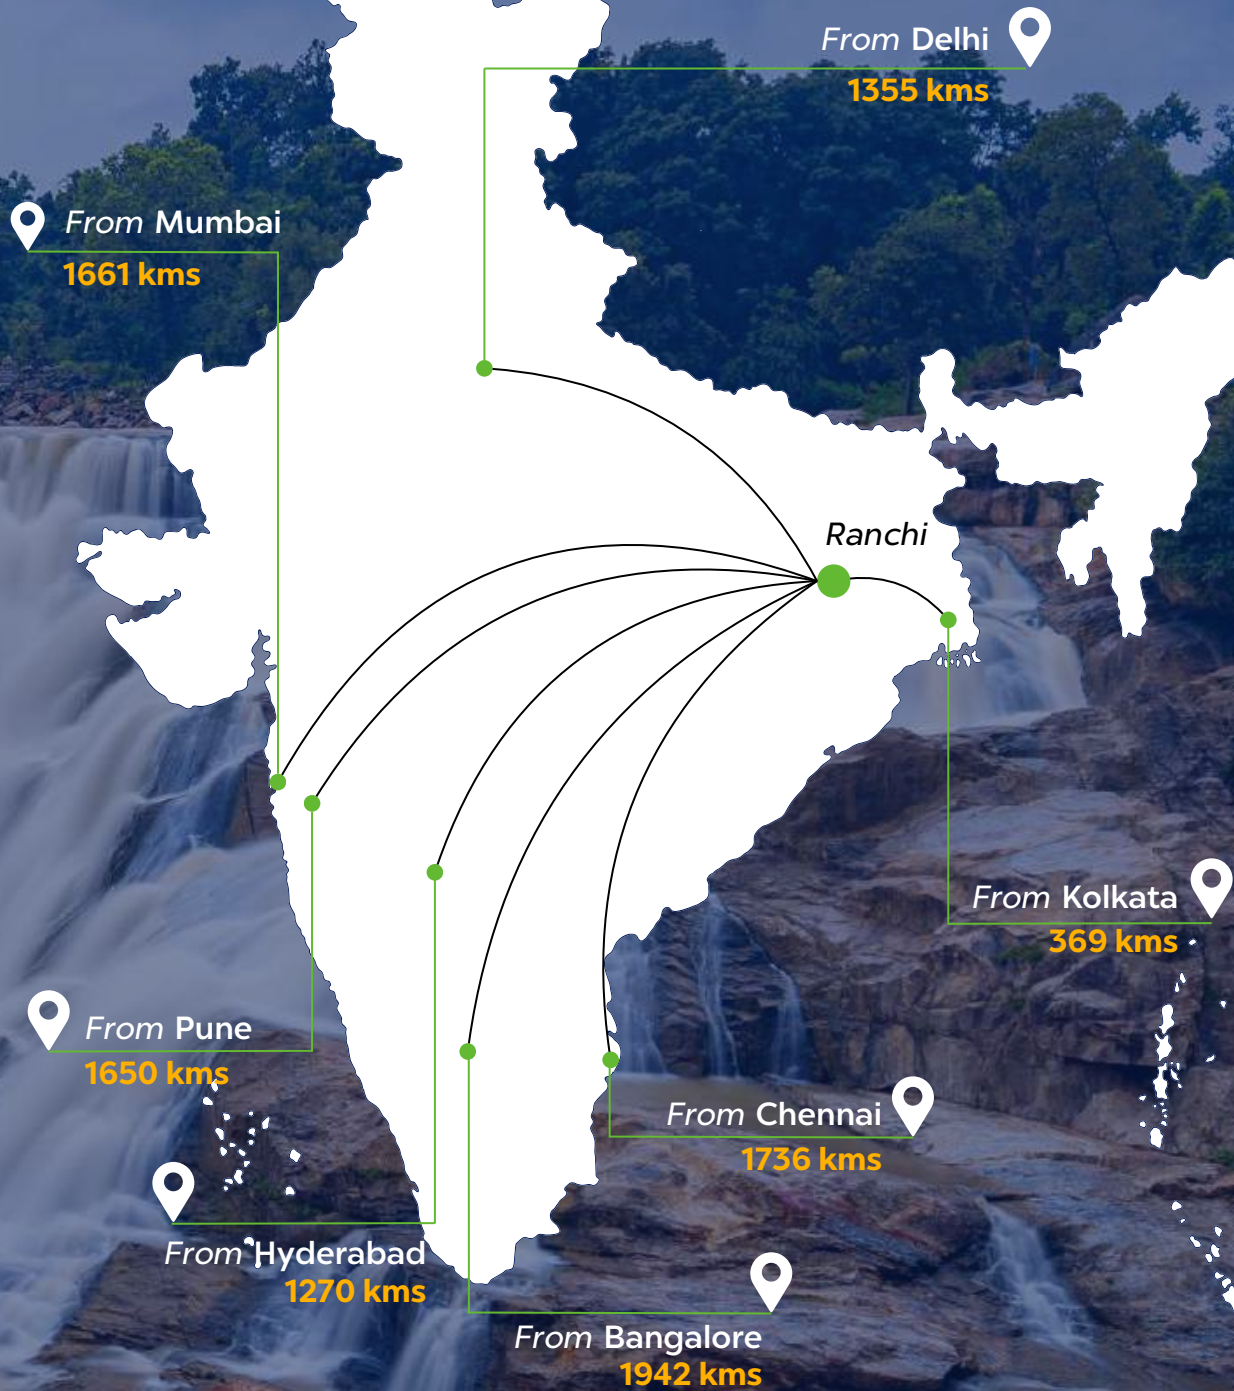 From Delhi
1355 kms
From Mumbai
1661 kms
Ranchi
From Kolkata
369 kms
From Pune
1650 kms
From Chennai
1736 kms
From Hyderabad
1270 kms
From Bangalore
1942 kms